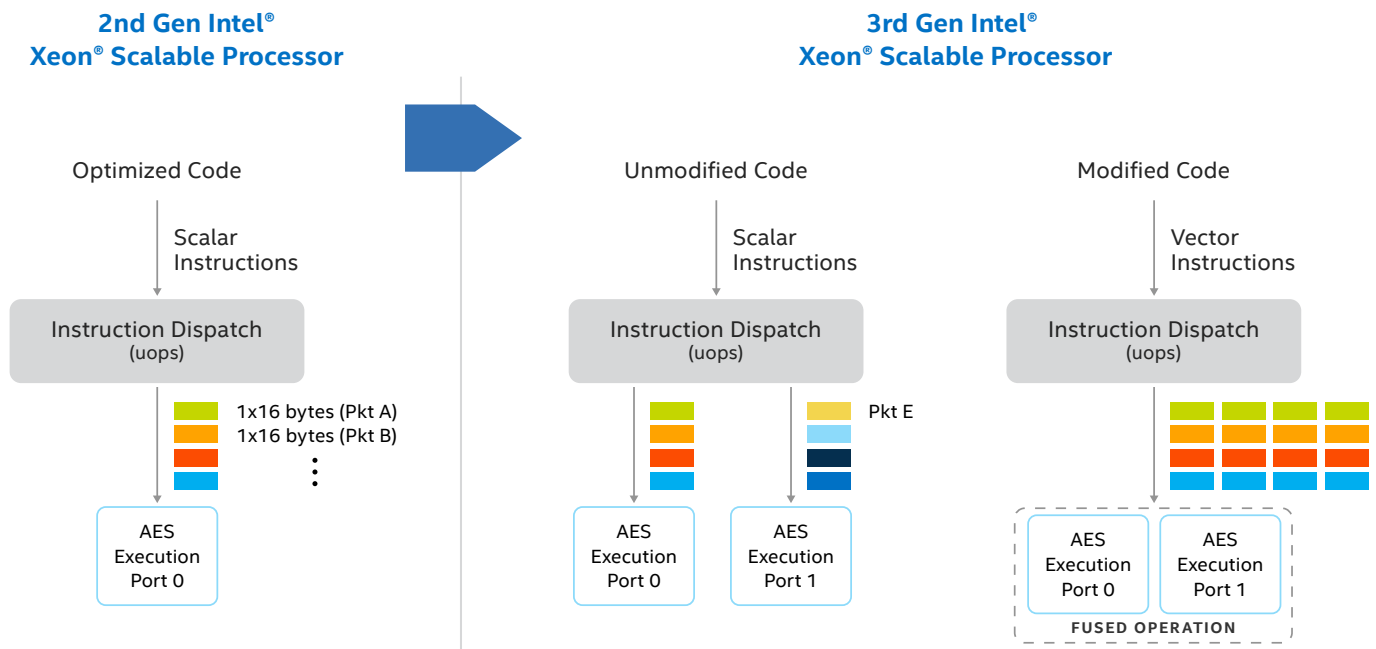 2nd Gen Intel®
Xeon® Scalable Processor
3rd Gen Intel®
Xeon® Scalable Processor
Optimized Code
Scalar
Instructions
Instruction Dispatch
(uops)
1x16 bytes (Pkt A)
1x16 bytes (Pkt B)
AES
Execution
Port 0
Unmodified Code
Scalar
Instructions
Instruction Dispatch
(uops)
Pkt E
AES
Execution
Port 0
AES
Execution
Port 1
Modified Code
Vector
Instructions
Instruction Dispatch
(uops)
AES
Execution
Port 0
AES
Execution
Port 1
FUSED OPERATION